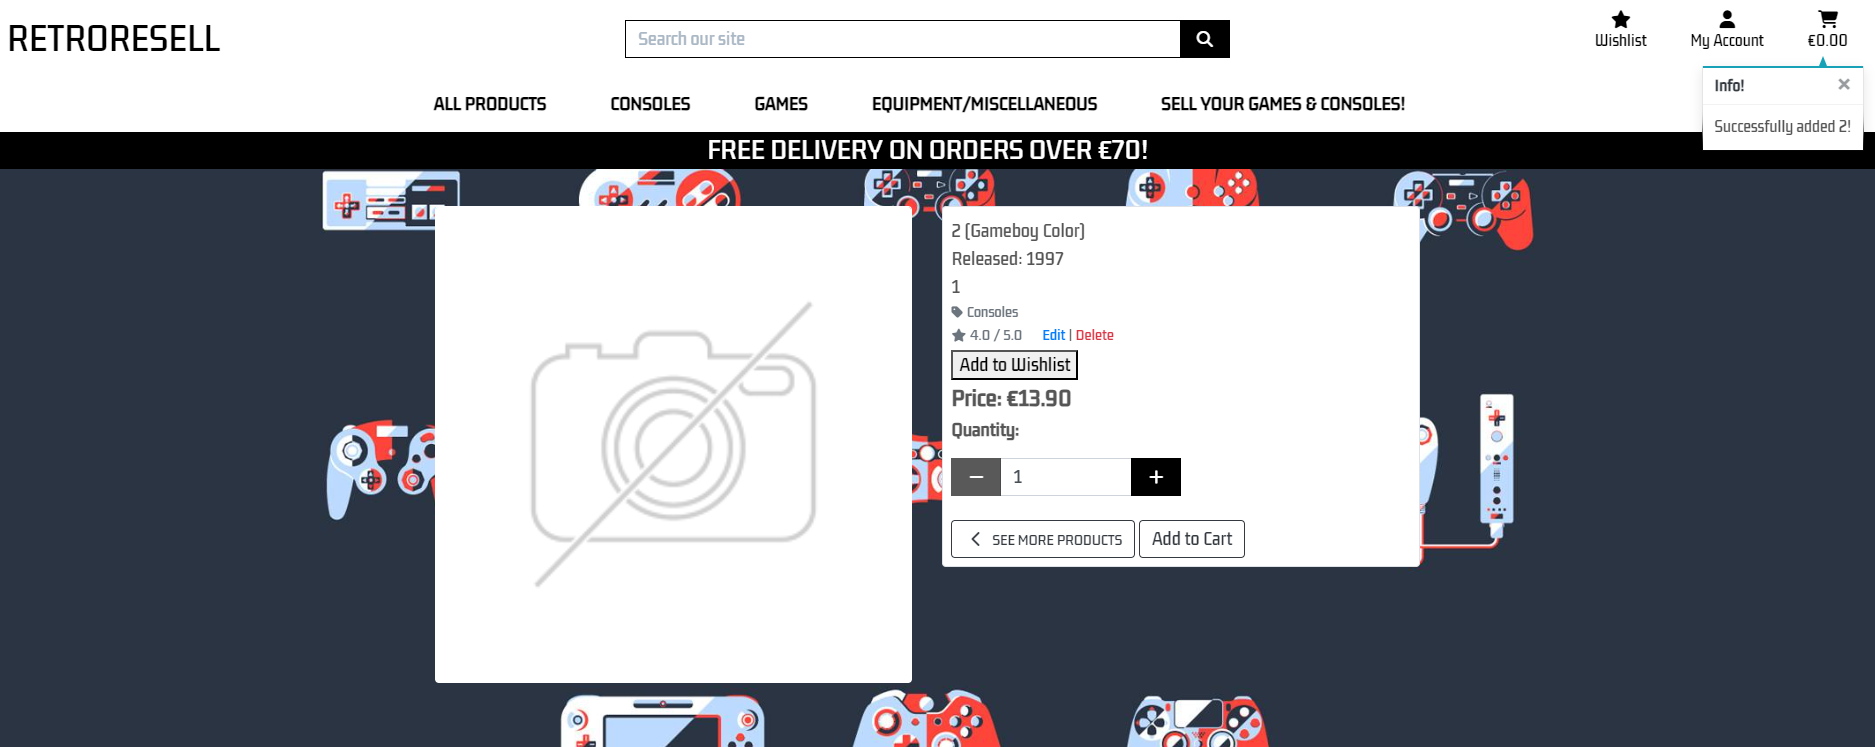 RETRORESELL
Search our site
Wishlist
My Account
€0.00
ALL PRODUCTS
CONSOLES
GAMES
EQUIPMENT/MISCELLANEOUS
SELL YOUR GAMES & CONSOLES!
Info!
×
Successfully added 2!
FREE DELIVERY ON ORDERS OVER €70!
2 (Gameboy Color)
Released: 1997
1
Consoles
4.0 / 5.0 Edit | Delete
Add to Wishlist
Price: €13.90
Quantity:
1
SEE MORE PRODUCTS
Add to Cart